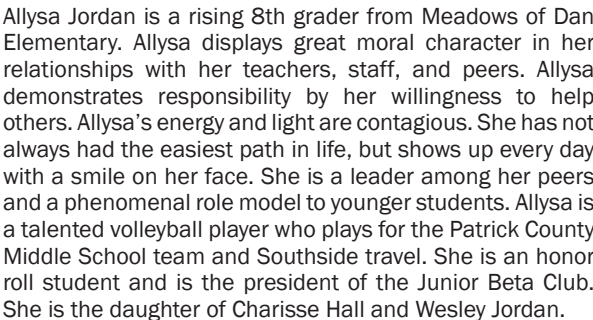 Allysa Jordan is a rising 8th grader from Meadows of Dan
Elementary. Allysa displays great moral character in her
relationships with her teachers, staff, and peers. Allysa
demonstrates responsibility by her willingness to help
others. Allysa’s energy and light are contagious. She has not
always had the easiest path in life, but shows up every day
with a smile on her face. She is a leader among her peers
and a phenomenal role model to younger students. Allysa is
a talented volleyball player who plays for the Patrick County
Middle School team and Southside travel. She is an honor
roll student and is the president of the Junior Beta Club.
She is the daughter of Charisse Hall and Wesley Jordan.